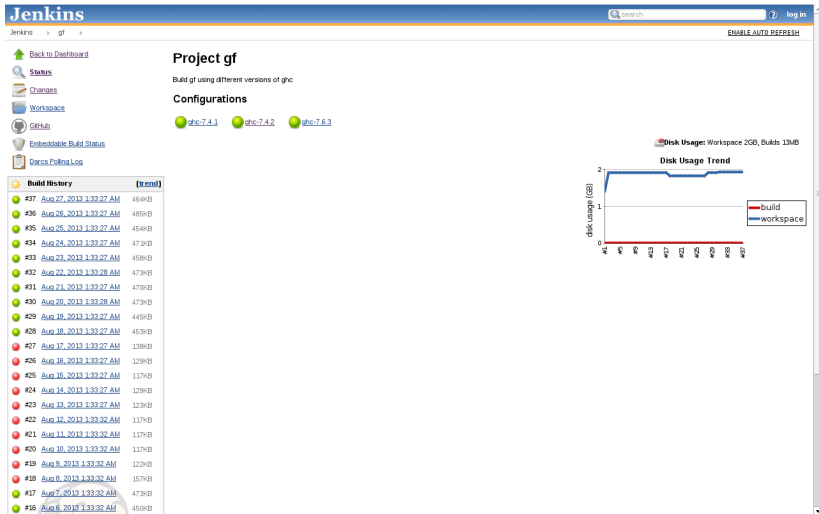 Jenkins
search
log in
Jenkins
gf
ENABLE AUTO REFRESH
Back to Dashboard
Status
Changes
Workspace
GitHub
Embeddable Build Status
Darcs Polling Log
Project gf
Build gf using different versions of ghc
Configurations
ghc-7.4.1 ghc-7.4.2 ghc-7.6.3
Disk Usage: Workspace 2GB, Builds 13MB
Disk Usage Trend
disk usage (GB)
2
1
0
#1 #5 #9 #13 #17 #21 #25 #29 #33 #37
build
workspace
Build History (trend)
#37 Aug 27, 2013 1:33:27 AM 464KB
#36 Aug 26, 2013 1:33:27 AM 485KB
#35 Aug 25, 2013 1:33:27 AM 454KB
#34 Aug 24, 2013 1:33:27 AM 471KB
#33 Aug 23, 2013 1:33:27 AM 458KB
#32 Aug 22, 2013 1:33:28 AM 473KB
#31 Aug 21, 2013 1:33:27 AM 470KB
#30 Aug 20, 2013 1:33:28 AM 473KB
#29 Aug 19, 2013 1:33:27 AM 445KB
#28 Aug 18, 2013 1:33:27 AM 453KB
#27 Aug 17, 2013 1:33:27 AM 138KB
#26 Aug 16, 2013 1:33:27 AM 129KB
#25 Aug 15, 2013 1:33:27 AM 117KB
#24 Aug 14, 2013 1:33:27 AM 129KB
#23 Aug 13, 2013 1:33:27 AM 123KB
#22 Aug 12, 2013 1:33:32 AM 117KB
#21 Aug 11, 2013 1:33:32 AM 117KB
#20 Aug 10, 2013 1:33:32 AM 117KB
#19 Aug 9, 2013 1:33:32 AM 122KB
#18 Aug 8, 2013 1:33:32 AM 157KB
#17 Aug 7, 2013 1:33:32 AM 473KB
#16 Aug 6, 2013 1:33:32 AM 450KB